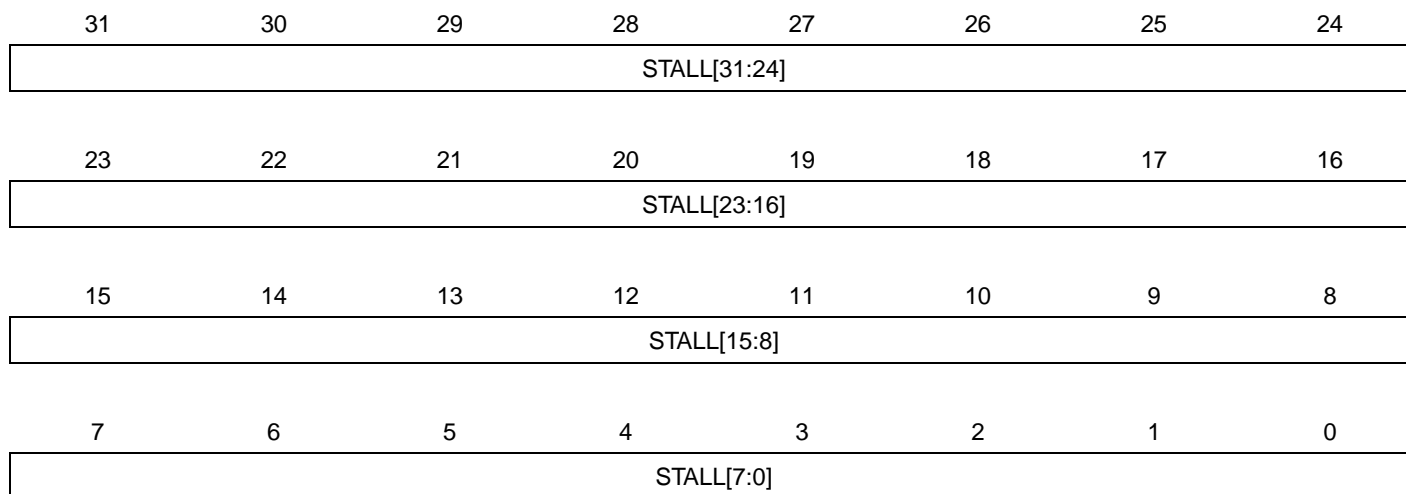 31 30 29 28 27 26 25 24
STALL[31:24]
23 22 21 20 19 18 17 16
STALL[23:16]
15 14 13 12 11 10 9 8
STALL[15:8]
7 6 5 4 3 2 1 0
STALL[7:0]